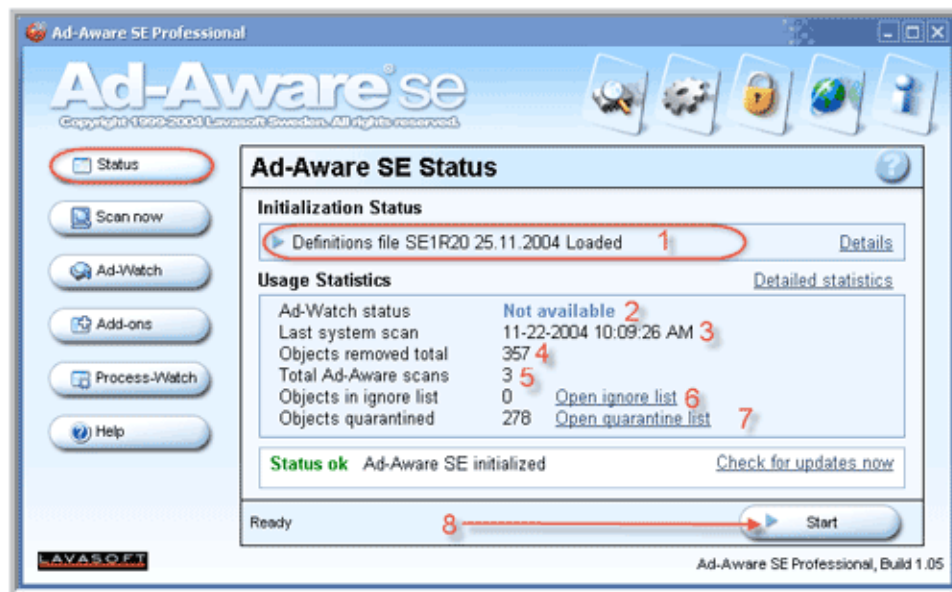 Ad-Aware SE Professional
Ad-Aware SE
Copyright 1999-2004 Lavasoft Sweden. All rights reserved.
Status
Scan now
Ad-Watch
Add-ons
Process-Watch
Help
Ad-Aware SE Status
?
Initialization Status
Definitions file SE1R20 25.11.2004 Loaded 1 Details
Usage Statistics Detailed statistics
Ad-Watch status Not available 2
Last system scan 11-22-2004 10:09:26 AM 3
Objects removed total 357 4
Total Ad-Aware scans 3 5
Objects in ignore list 0 Open ignore list 6
Objects quarantined 278 Open quarantine list 7
Status ok Ad-Aware SE initialized Check for updates now
Ready 8 Start
LAVASOFT
Ad-Aware SE Professional, Build 1.05